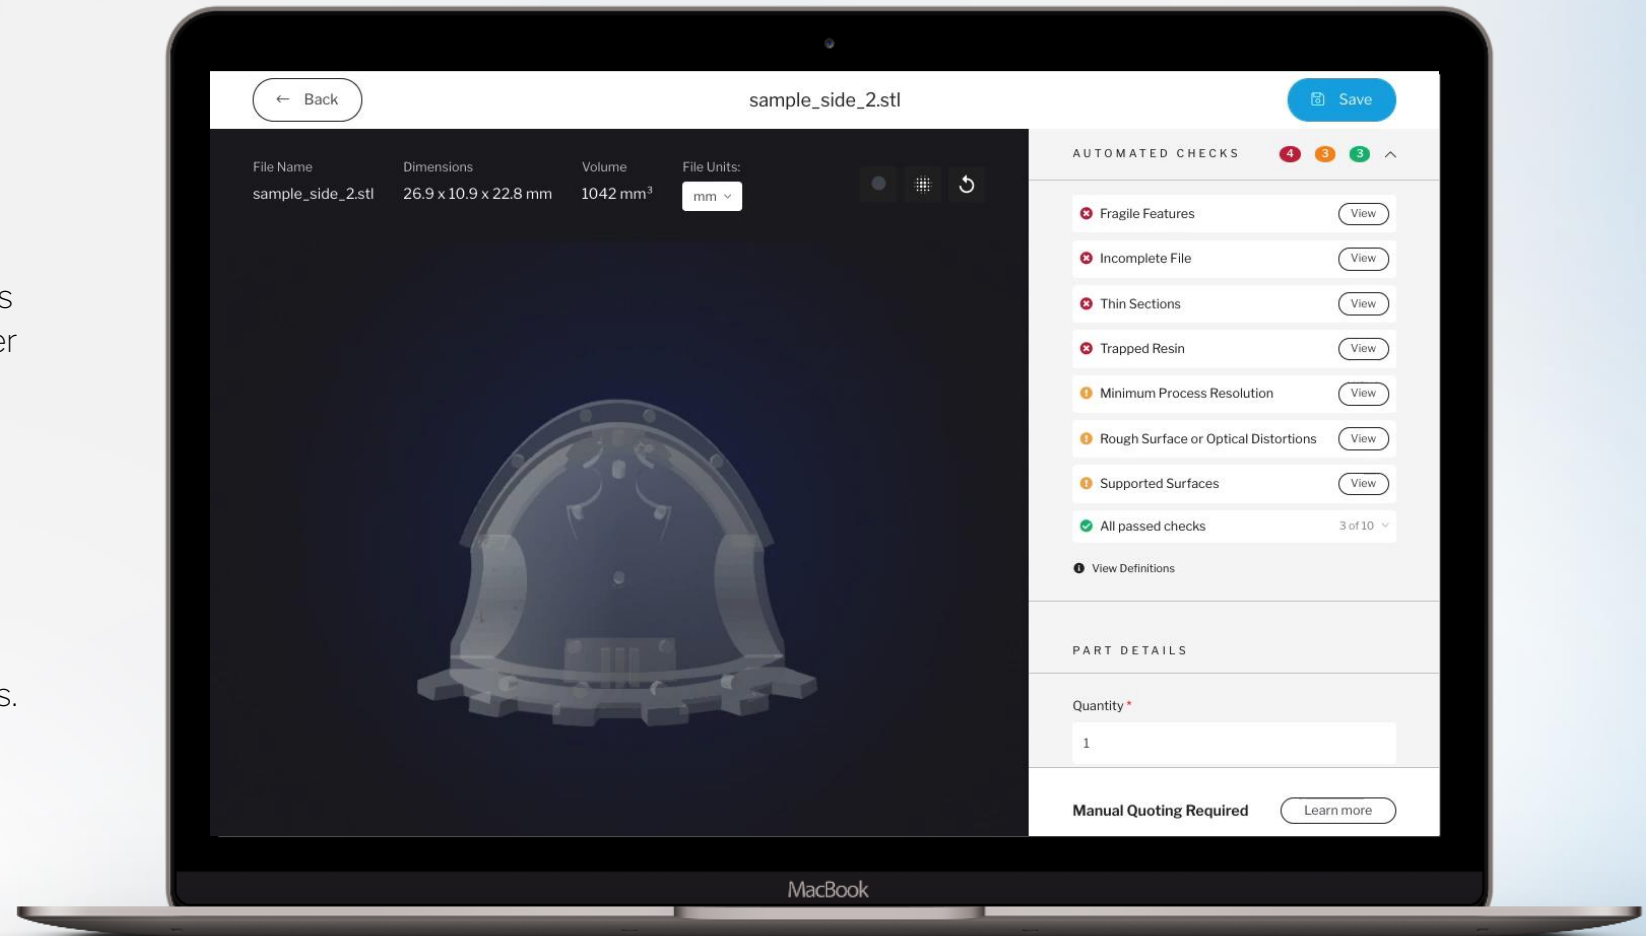 ← Back
sample_side_2.stl
Save
File Name
Dimensions
Volume
File Units:
sample_side_2.stl
26.9 x 10.9 x 22.8 mm
1042 mm³
mm
AUTOMATED CHECKS
4
3
3
Fragile Features
View
Incomplete File
View
Thin Sections
View
Trapped Resin
View
Minimum Process Resolution
View
Rough Surface or Optical Distortions
View
Supported Surfaces
View
All passed checks
3 of 10
View Definitions
PART DETAILS
Quantity *
1
Manual Quoting Required
Learn more
MacBook